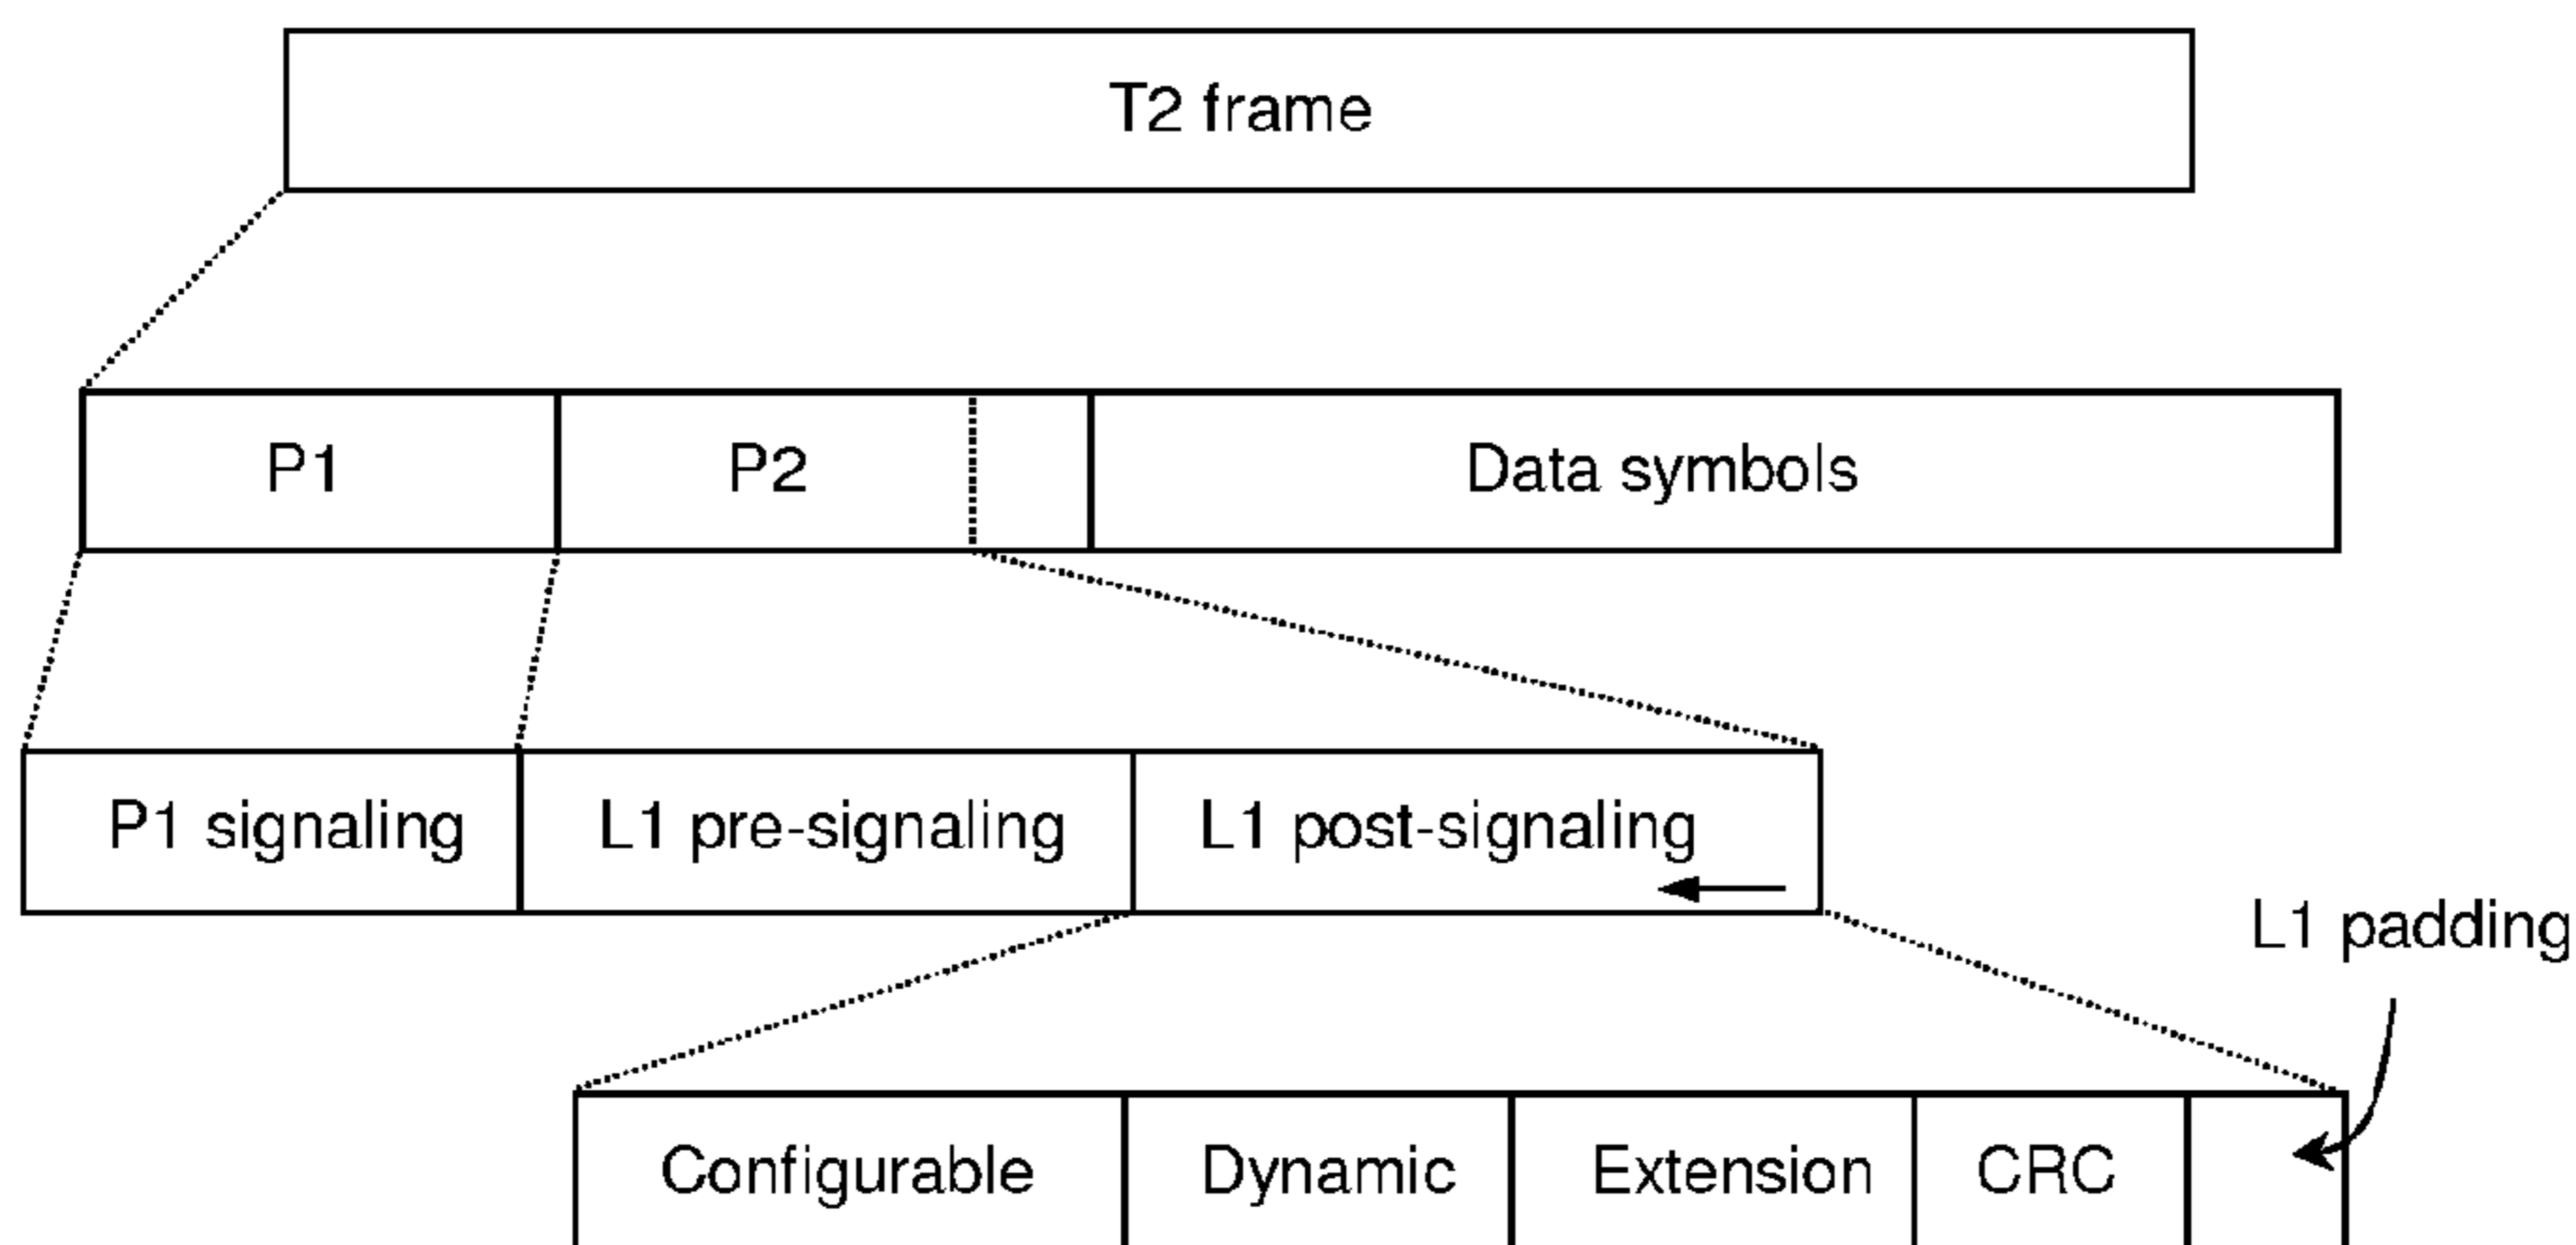 T2 frame
P1 P2 Data symbols
P1 signaling L1 pre-signaling L1 post-signaling
L1 padding
Configurable Dynamic Extension CRC